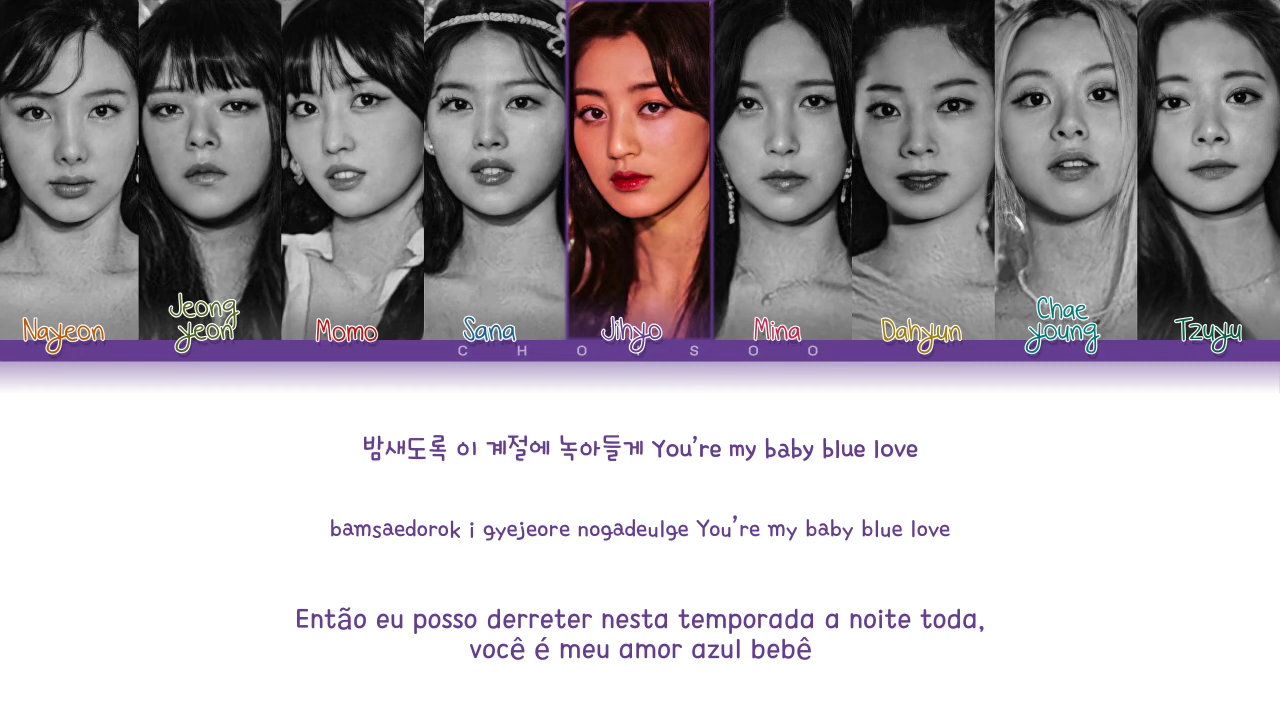 Nayeon
Jeong
yeon
Momo
Sana
Jihyo
Mina
Dahyun
Chae
young
Tzuyu
밤새도록 이 계절에 녹아들게 You're my baby blue love
bamsaedorok i gyejeore nogadeulge You're my baby blue love
Então eu posso derreter nesta temporada a noite toda,
você é meu amor azul bebê